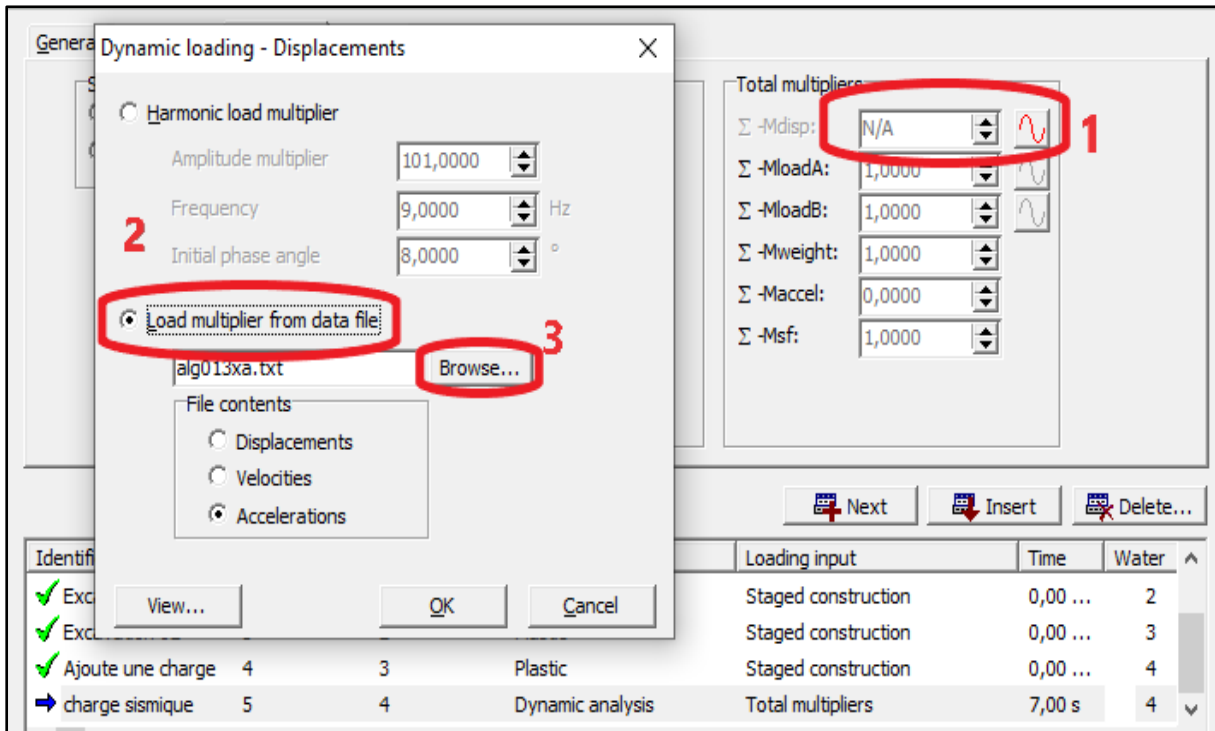 Genera
Dynamic loading - Displacements
Harmonic load multiplier
Amplitude multiplier 101,0000
Frequency 9,0000 Hz
Initial phase angle 8,0000 °
2
Load multiplier from data file
alg013xa.txt Browse...
3
File contents
Displacements
Velocities
Accelerations
View... OK Cancel
Total multipliers
Σ -Mdisp: N/A
1
Σ -MloadA: 1,0000
Σ -MloadB: 1,0000
Σ -Mweight: 1,0000
Σ -Maccel: 0,0000
Σ -Msf: 1,0000
Next Insert Delete...
Identifi Loading input Time Water
Exc Staged construction 0,00 ... 2
Staged construction 0,00 ... 3
Ajoute une charge 4 3 Plastic Staged construction 0,00 ... 4
charge sismique 5 4 Dynamic analysis Total multipliers 7,00 s 4